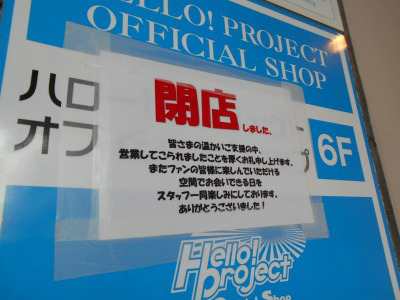 HELLO! PROJECT
OFFICIAL SHOP
ハロ
オフ
プ
6F
閉店しました。
皆さまの温かいご支援の中、
営業してこられましたことを厚くお礼申し上げます。
またファンの皆様に楽しんでいただける
空間でお会いできる日を
スタッフ一同楽しみにしております。
ありがとうございました！
Hello!
Project
Official Shop